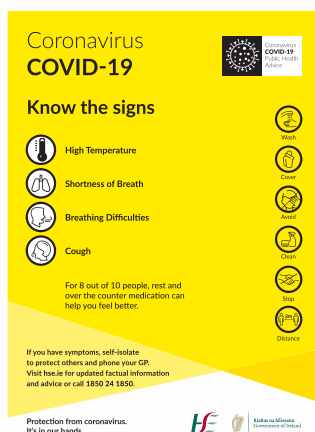 Coronavirus
COVID-19
Coronavirus
COVID-19
Public Health
Advice
Know the signs
High Temperature
Shortness of Breath
Breathing Difficulties
Cough
For 8 out of 10 people, rest and
over the counter medication can
help you feel better.
Wash
Cover
Avoid
Clean
Stop
2m
Distance
If you have symptoms, self-isolate
to protect others and phone your GP.
Visit hse.ie for updated factual information
and advice or call 1850 24 1850.
Protection from coronavirus.
It's in our hands.
Rialtas na hÉireann
Government of Ireland